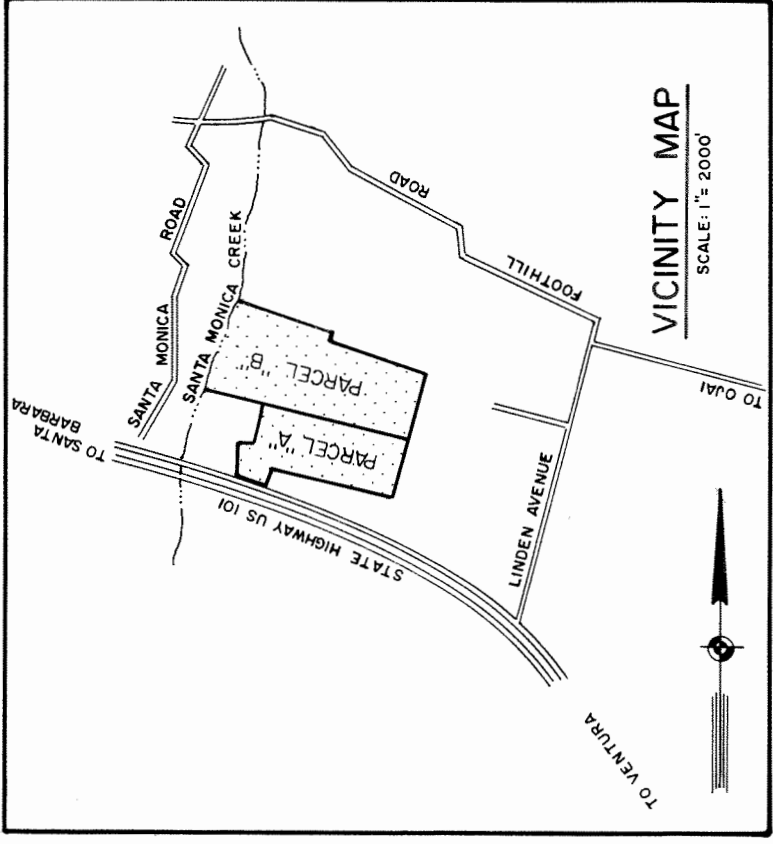 TO SANTA
BARBARA
SANTA MONICA
ROAD
SANTA MONICA CREEK
STATE HIGHWAY US 101
PARCEL "A"
PARCEL "B"
ROAD
FOOTHILL
LINDEN AVENUE
TO OJAI
TO VENTURA
VICINITY MAP
SCALE: 1"= 2000'